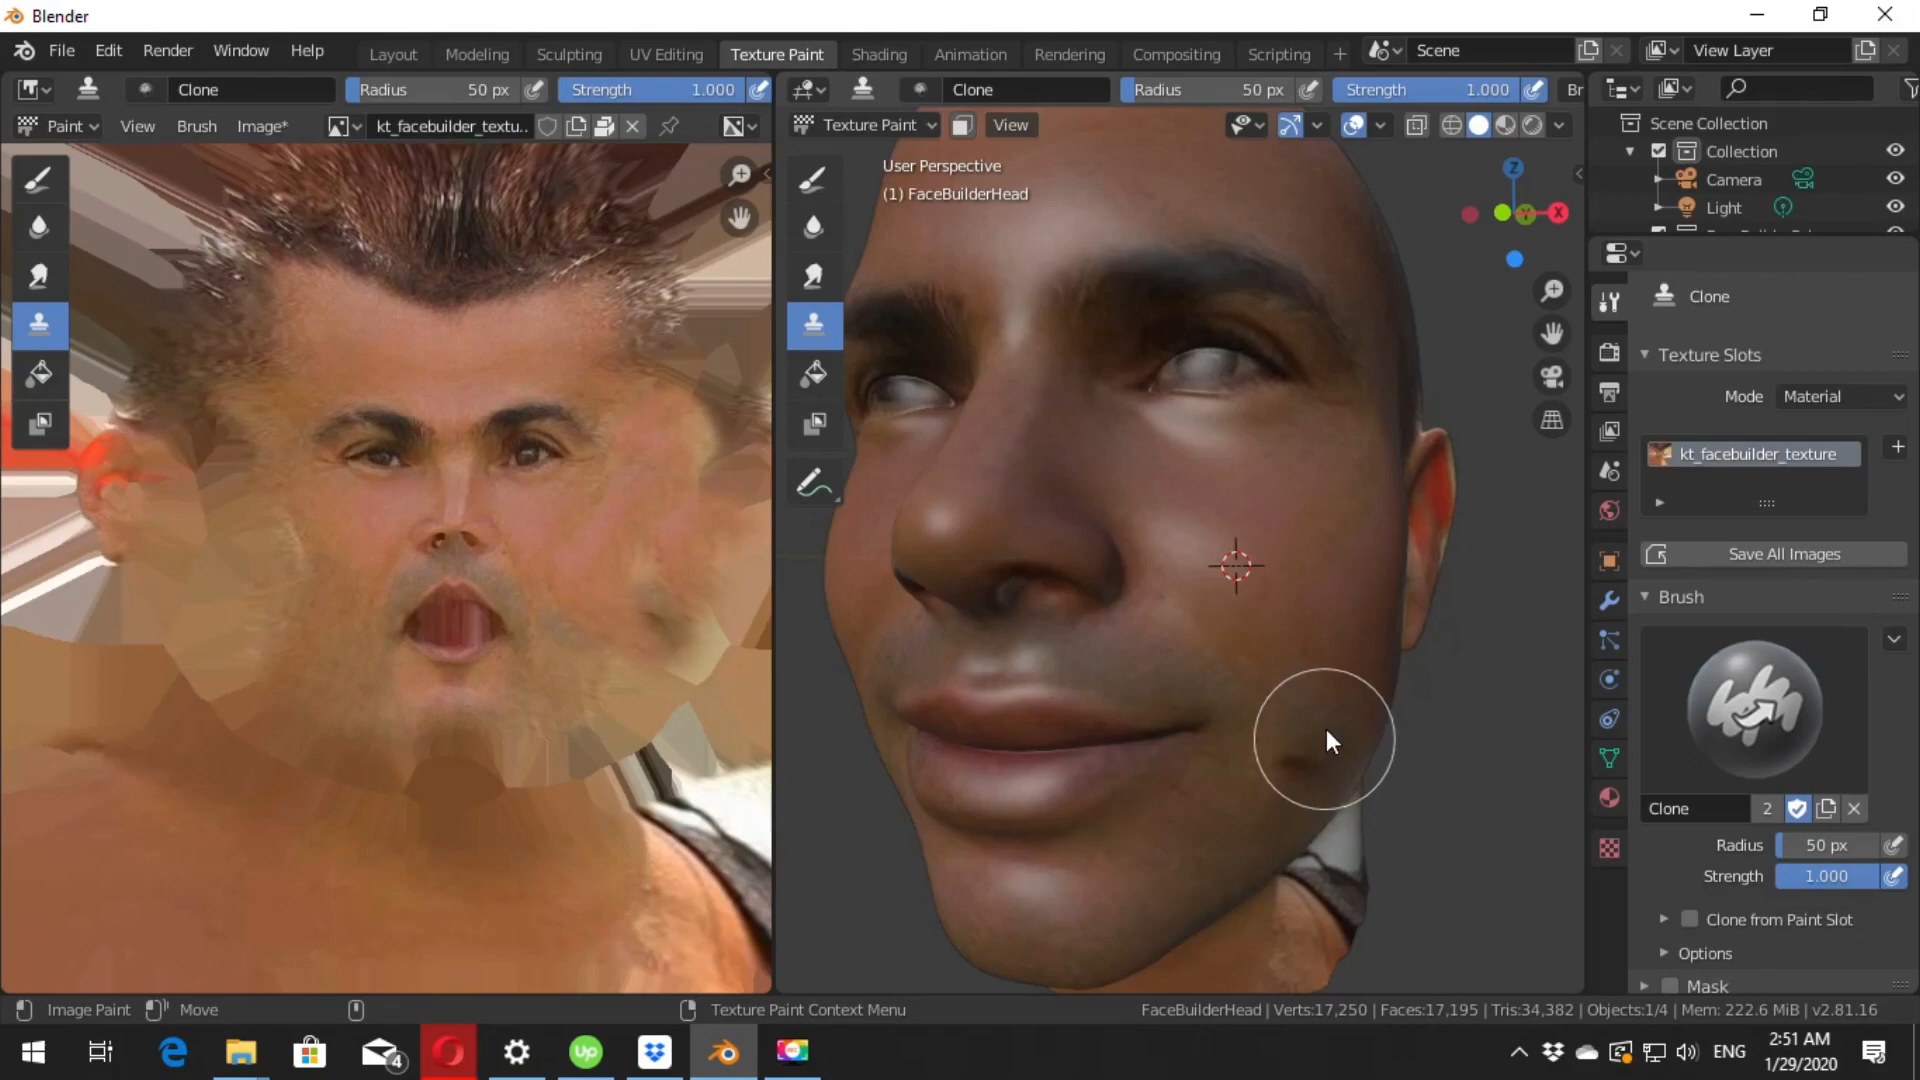 Blender
File Edit Render Window Help
Layout Modeling Sculpting UV Editing Texture Paint Shading Animation Rendering Compositing Scripting +
Scene
View Layer
Clone Radius 50 px Strength 1.000
Clone Radius 50 px Strength 1.000 Br
Paint View Brush Image* kt_facebuilder_textu..
Texture Paint View
User Perspective
(1) FaceBuilderHead
Z
X
Scene Collection
Collection
Camera
Light
Clone
Texture Slots
Mode Material
kt_facebuilder_texture
Save All Images
Brush
Clone 2
Radius 50 px
Strength 1.000
Clone from Paint Slot
Options
Mask
Image Paint Move Texture Paint Context Menu
FaceBuilderHead | Verts:17,250 | Faces:17,195 | Tris:34,382 | Objects:1/4 | Mem: 222.6 MiB | v2.81.16
4
up
ENG
2:51 AM
1/29/2020